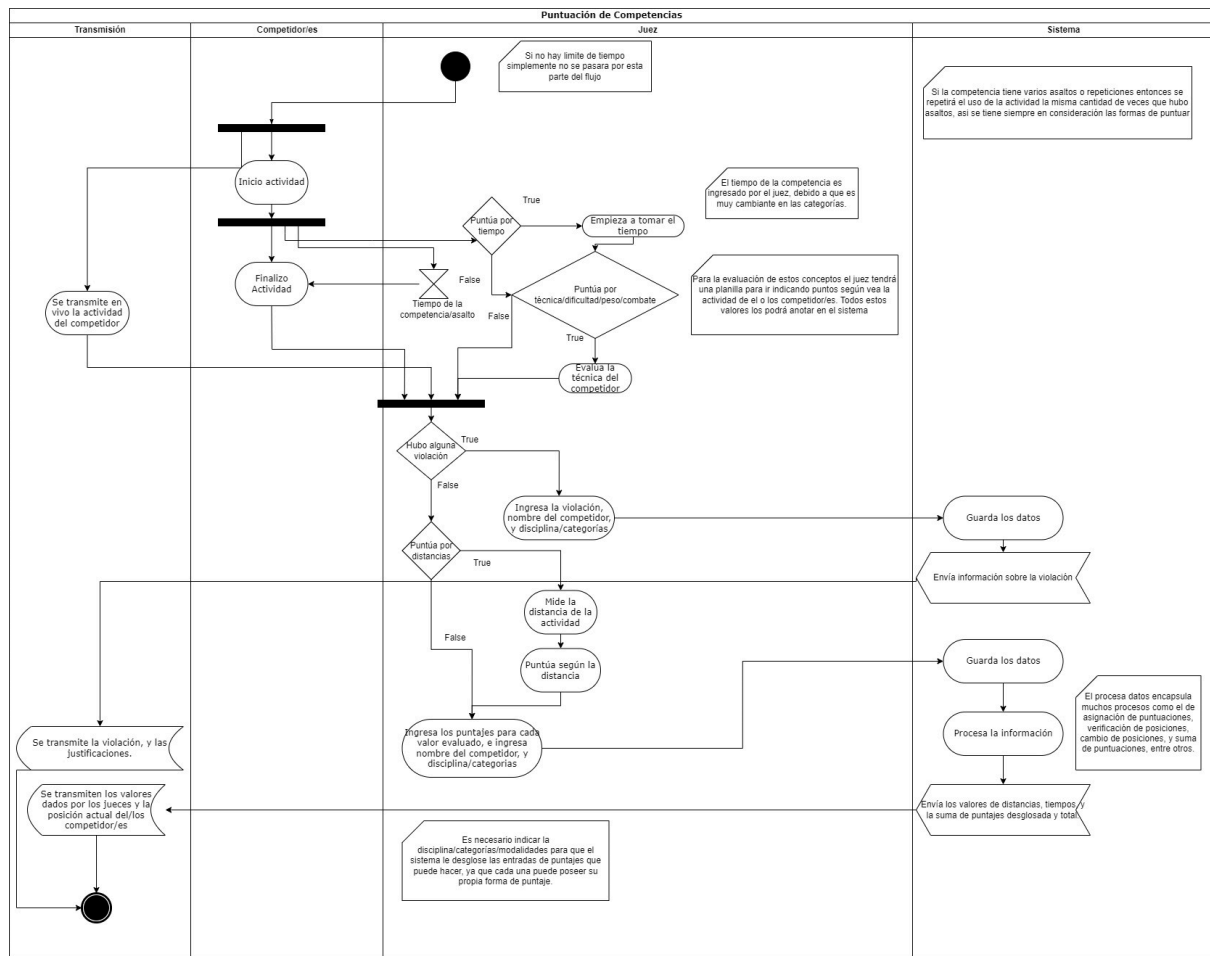 Puntuación de Competencias
Transmisión
Competidor/es
Juez
Sistema
Si no hay limite de tiempo
simplemente no se pasara por esta
parte del flujo
Si la competencia tiene varios asaltos o repeticiones entonces se
repetirá el uso de la actividad la misma cantidad de veces que hubo
asaltos, asi se tiene siempre en consideración las formas de puntuar
Inicio actividad
El tiempo de la competencia es
ingresado por el juez, debido a que es
muy cambiante en las categorías.
True
Puntúa por
tiempo
Empieza a tomar el
tiempo
False
Finalizo
Actividad
False
Tiempo de la
competencia/asalto
Puntúa por
técnica/dificultad/peso/combate
False
True
Para la evaluación de estos conceptos el juez tendrá
una planilla para ir indicando puntos según vea la
actividad de el o los competidor/es. Todos estos
valores los podrá anotar en el sistema
Se transmite en
vivo la actividad
del competidor
Evalúa la
técnica del
competidor
Hubo alguna
violación
True
False
Ingresa la violación,
nombre del competidor,
y disciplina/categorías.
Guarda los datos
Puntúa por
distancias
True
Envía información sobre la violación
Mide la
distancia de la
actividad
False
Puntúa según la
distancia
Guarda los datos
Ingresa los puntajes para cada
valor evaluado, e ingresa
nombre del competidor, y
disciplina/categorias
El procesa datos encapsula
muchos procesos como el de
asignación de puntuaciones,
verificación de posiciones,
cambio de posiciones, y suma
de puntuaciones, entre otros.
Procesa la información
Se transmite la violación, y las
justificaciones.
Se transmiten los valores
dados por los jueces y la
posición actual del/los
competidor/es
Envía los valores de distancias, tiempos, y
la suma de puntajes desglosada y total
Es necesario indicar la
disciplina/categorías/modalidades para que el
sistema le desglose las entradas de puntajes que
puede hacer, ya que cada una puede poseer su
propia forma de puntaje.